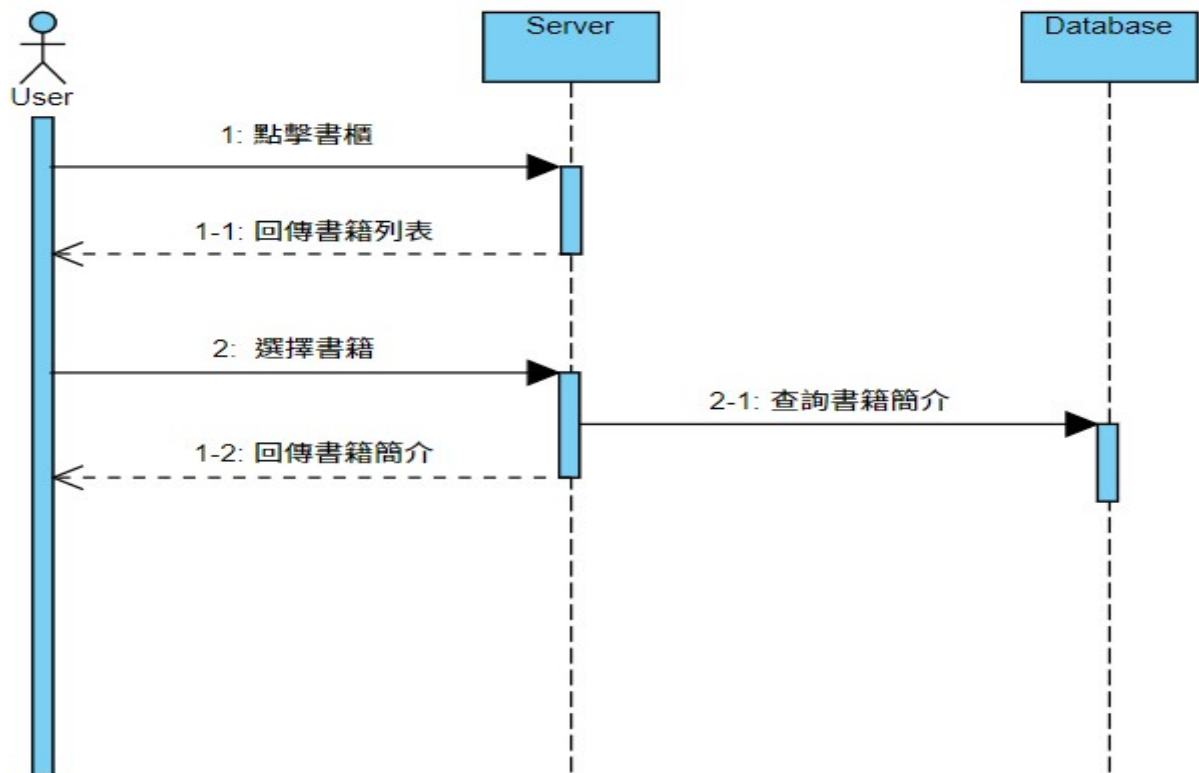 User
Server
Database
1: 點擊書櫃
1-1: 回傳書籍列表
2: 選擇書籍
2-1: 查詢書籍簡介
1-2: 回傳書籍簡介